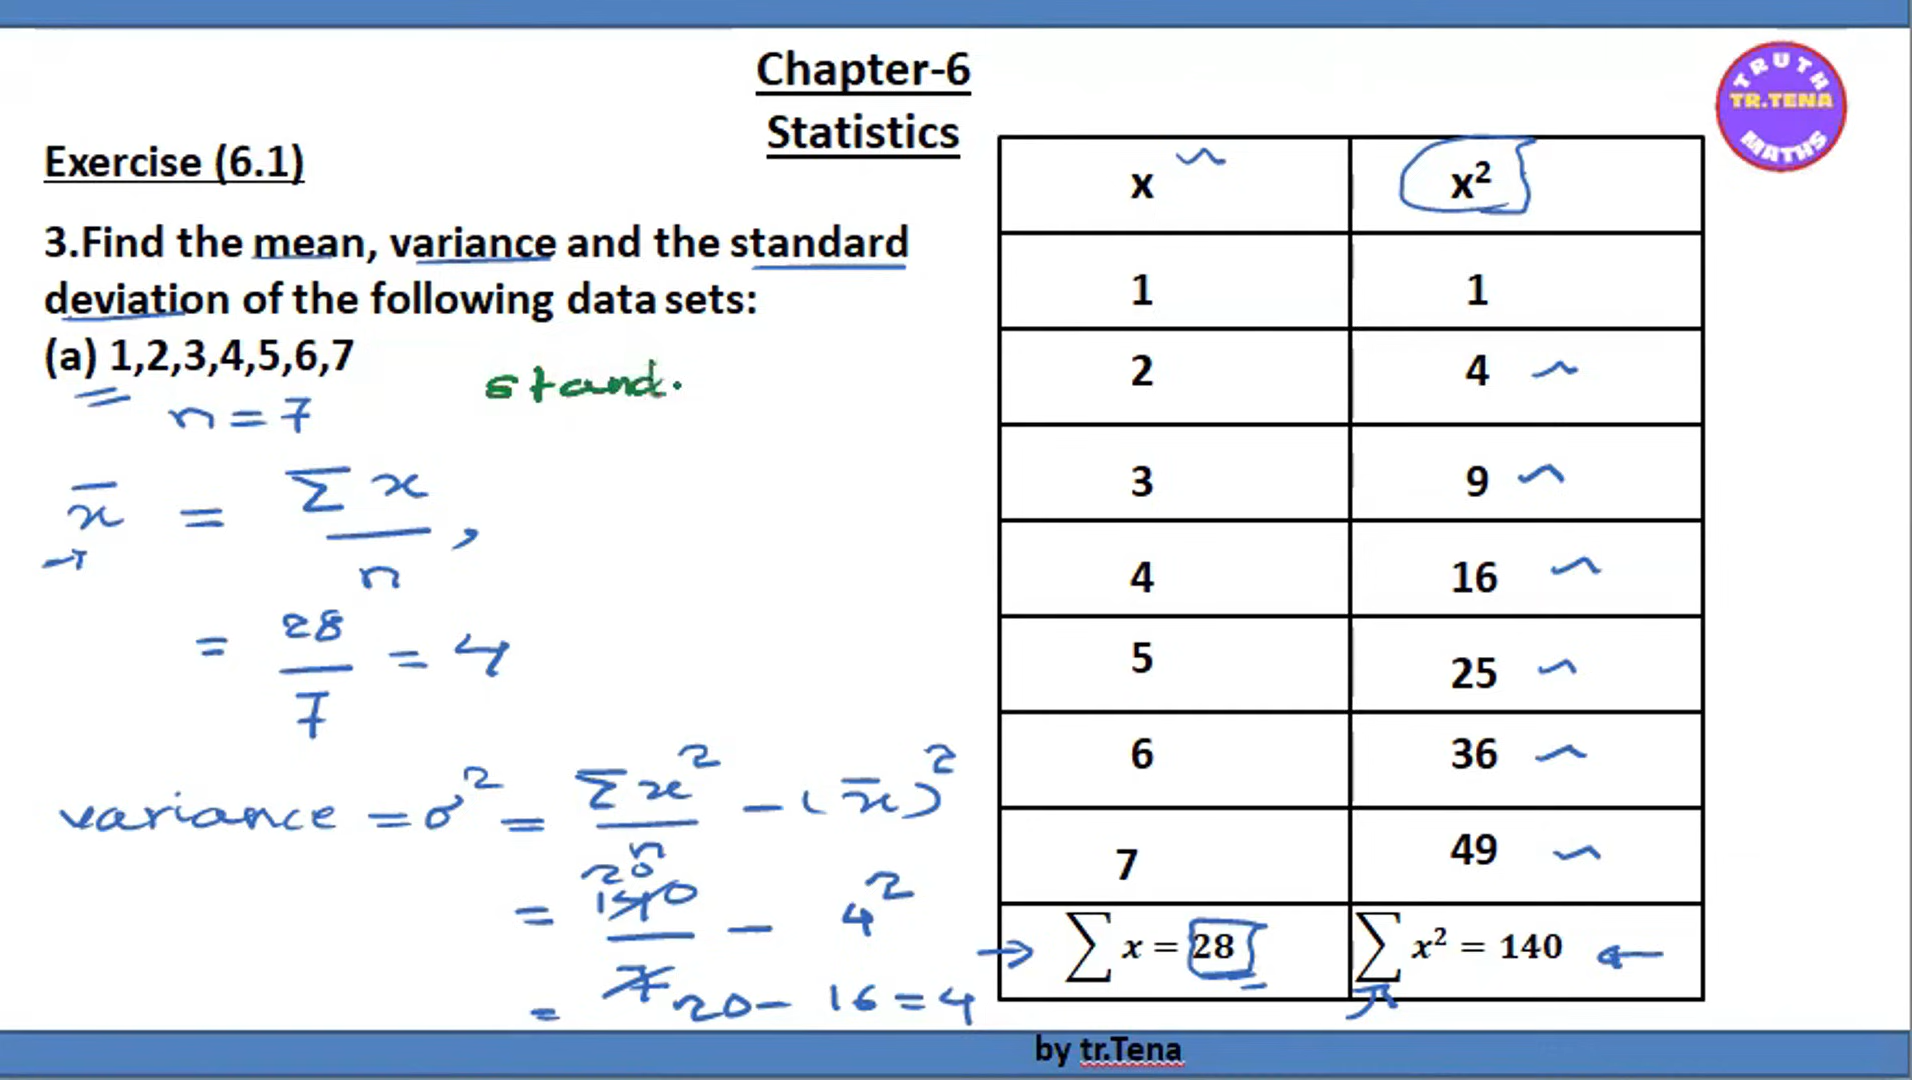 Chapter-6
Statistics
TRUTH
TR.TENA
MATHS
Exercise (6.1)
3.Find the mean, variance and the standard
deviation of the following data sets:
(a) 1,2,3,4,5,6,7
stand.
n = 7
x̄ = Σx/n,
= 28/7 = 4
variance = σ² = Σx²/n - (x̄)²
= 140/7 - 4²
20
= 20 - 16 = 4
x x²
1 1
2 4
3 9
4 16
5 25
6 36
7 49
∑ x = 28 ∑ x² = 140
by tr.Tena